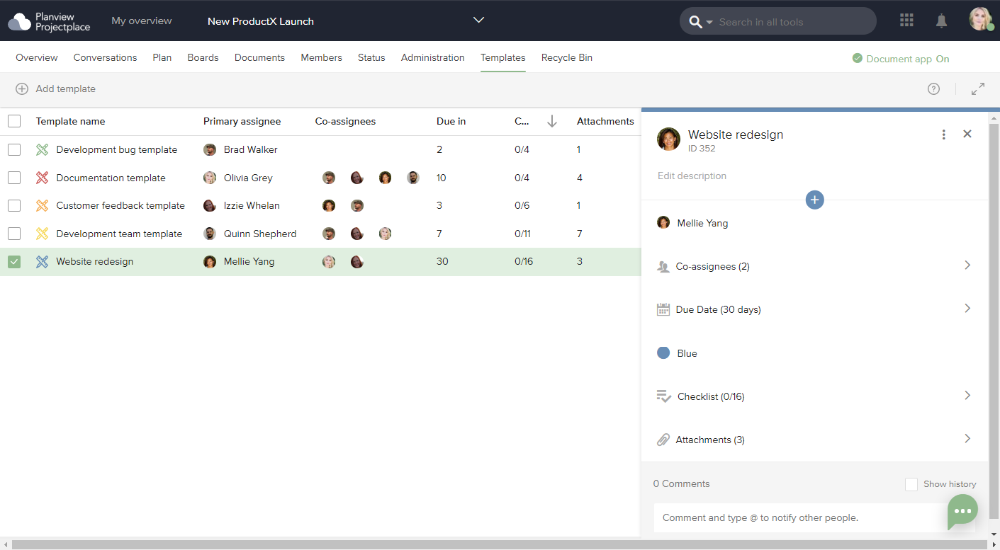 Planview
Projectplace
My overview
New ProductX Launch
Search in all tools
Overview Conversations Plan Boards Documents Members Status Administration Templates Recycle Bin
Document app On
Add template
?
Template name Primary assignee Co-assignees Due in C... Attachments
Development bug template Brad Walker 2 0/4 1
Documentation template Olivia Grey 10 0/4 4
Customer feedback template Izzie Whelan 3 0/6 1
Development team template Quinn Shepherd 7 0/11 7
Website redesign Mellie Yang 30 0/16 3
Website redesign
ID 352
Edit description
Mellie Yang
Co-assignees (2)
Due Date (30 days)
Blue
Checklist (0/16)
Attachments (3)
0 Comments
Show history
Comment and type @ to notify other people.